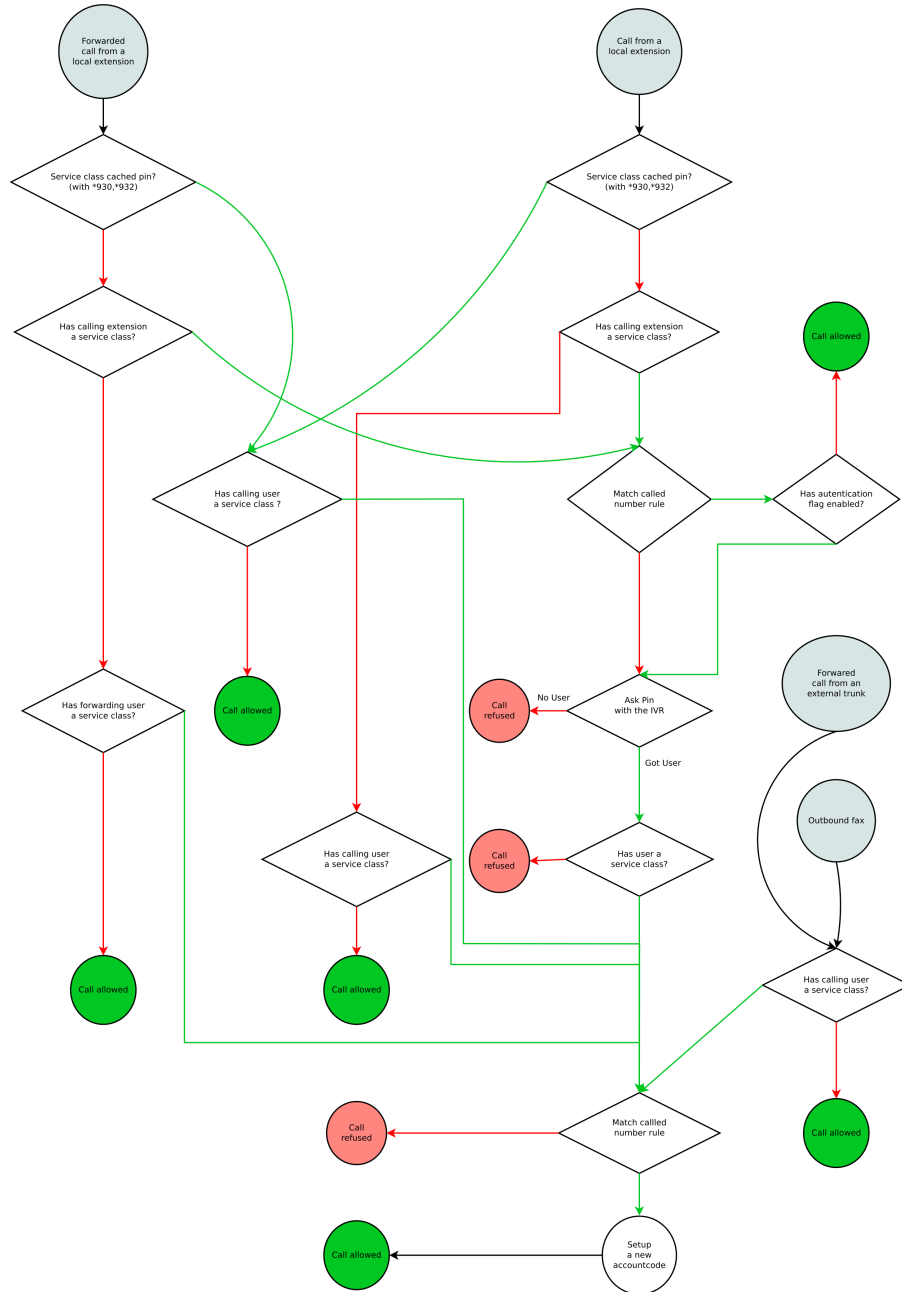 Forwarded
call from a
local extension
Call from a
local extension
Service class cached pin?
(with *930,*932)
Service class cached pin?
(with *930,*932)
Has calling extension
a service class?
Has calling extension
a service class?
Call allowed
Has calling user
a service class ?
Match called
number rule
Has autentication
flag enabled?
Forwared
call from an
external trunk
Has forwarding user
a service class?
Call allowed
Call
refused
No User
Ask Pin
with the IVR
Got User
Outbound fax
Has calling user
a service class?
Call
refused
Has user a
service class?
Call allowed
Call allowed
Has calling user
a service class?
Call
refused
Match callled
number rule
Call allowed
Call allowed
Setup
a new
accountcode